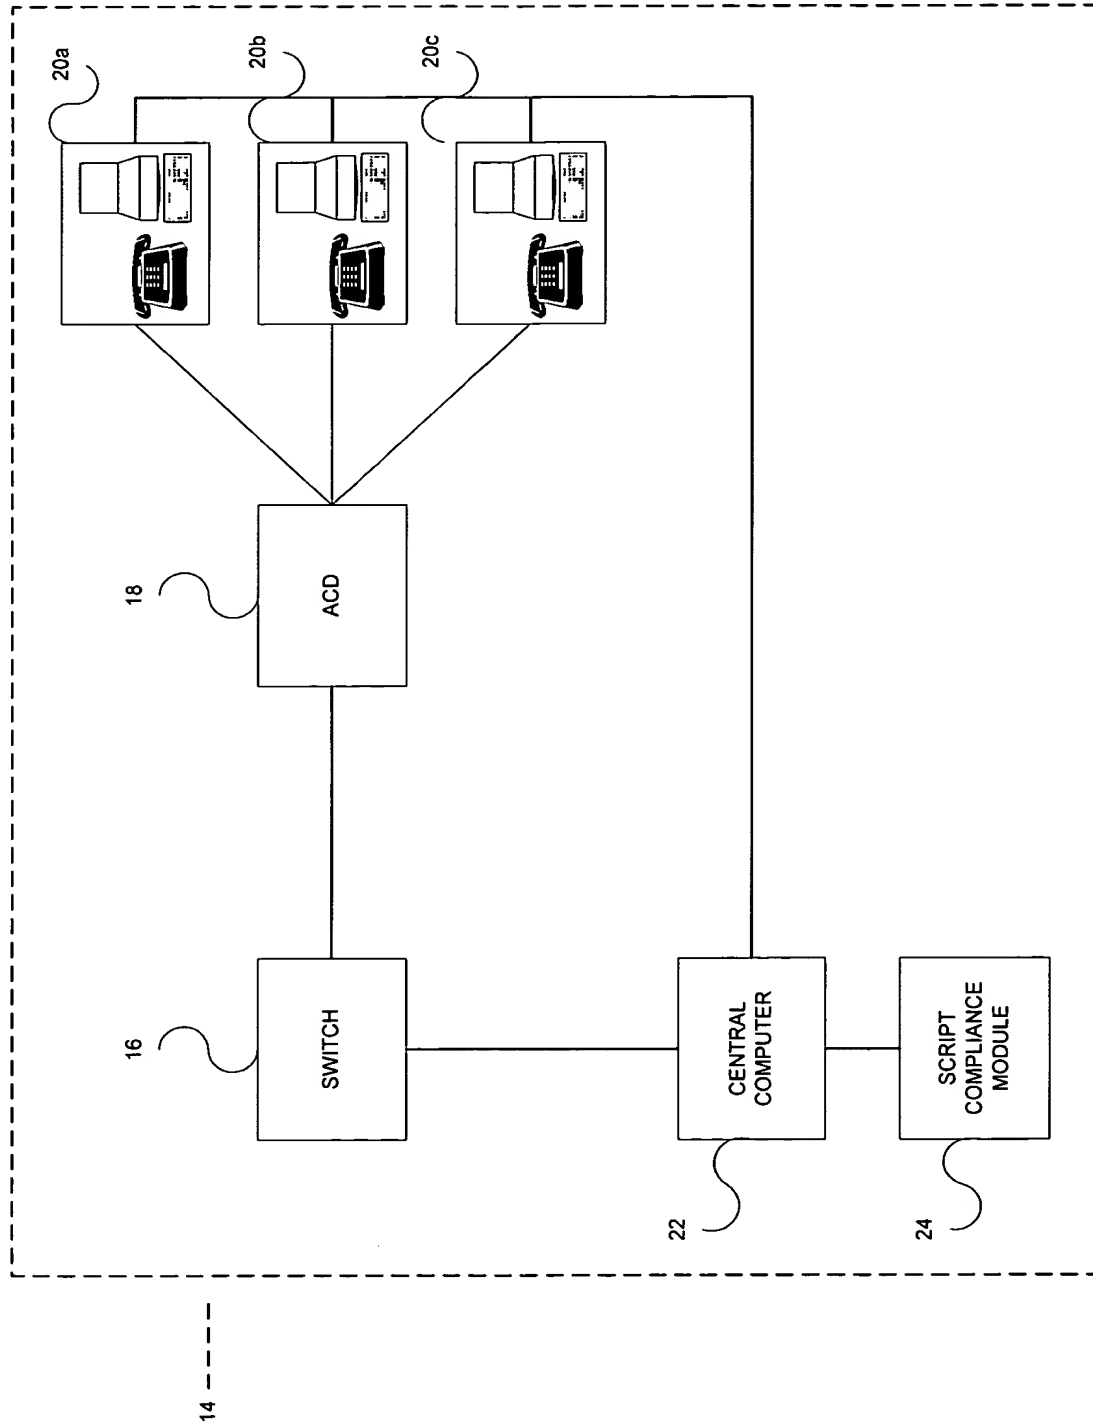 14
16
SWITCH
18
ACD
20a
20b
20c
22
CENTRAL
COMPUTER
24
SCRIPT
COMPLIANCE
MODULE